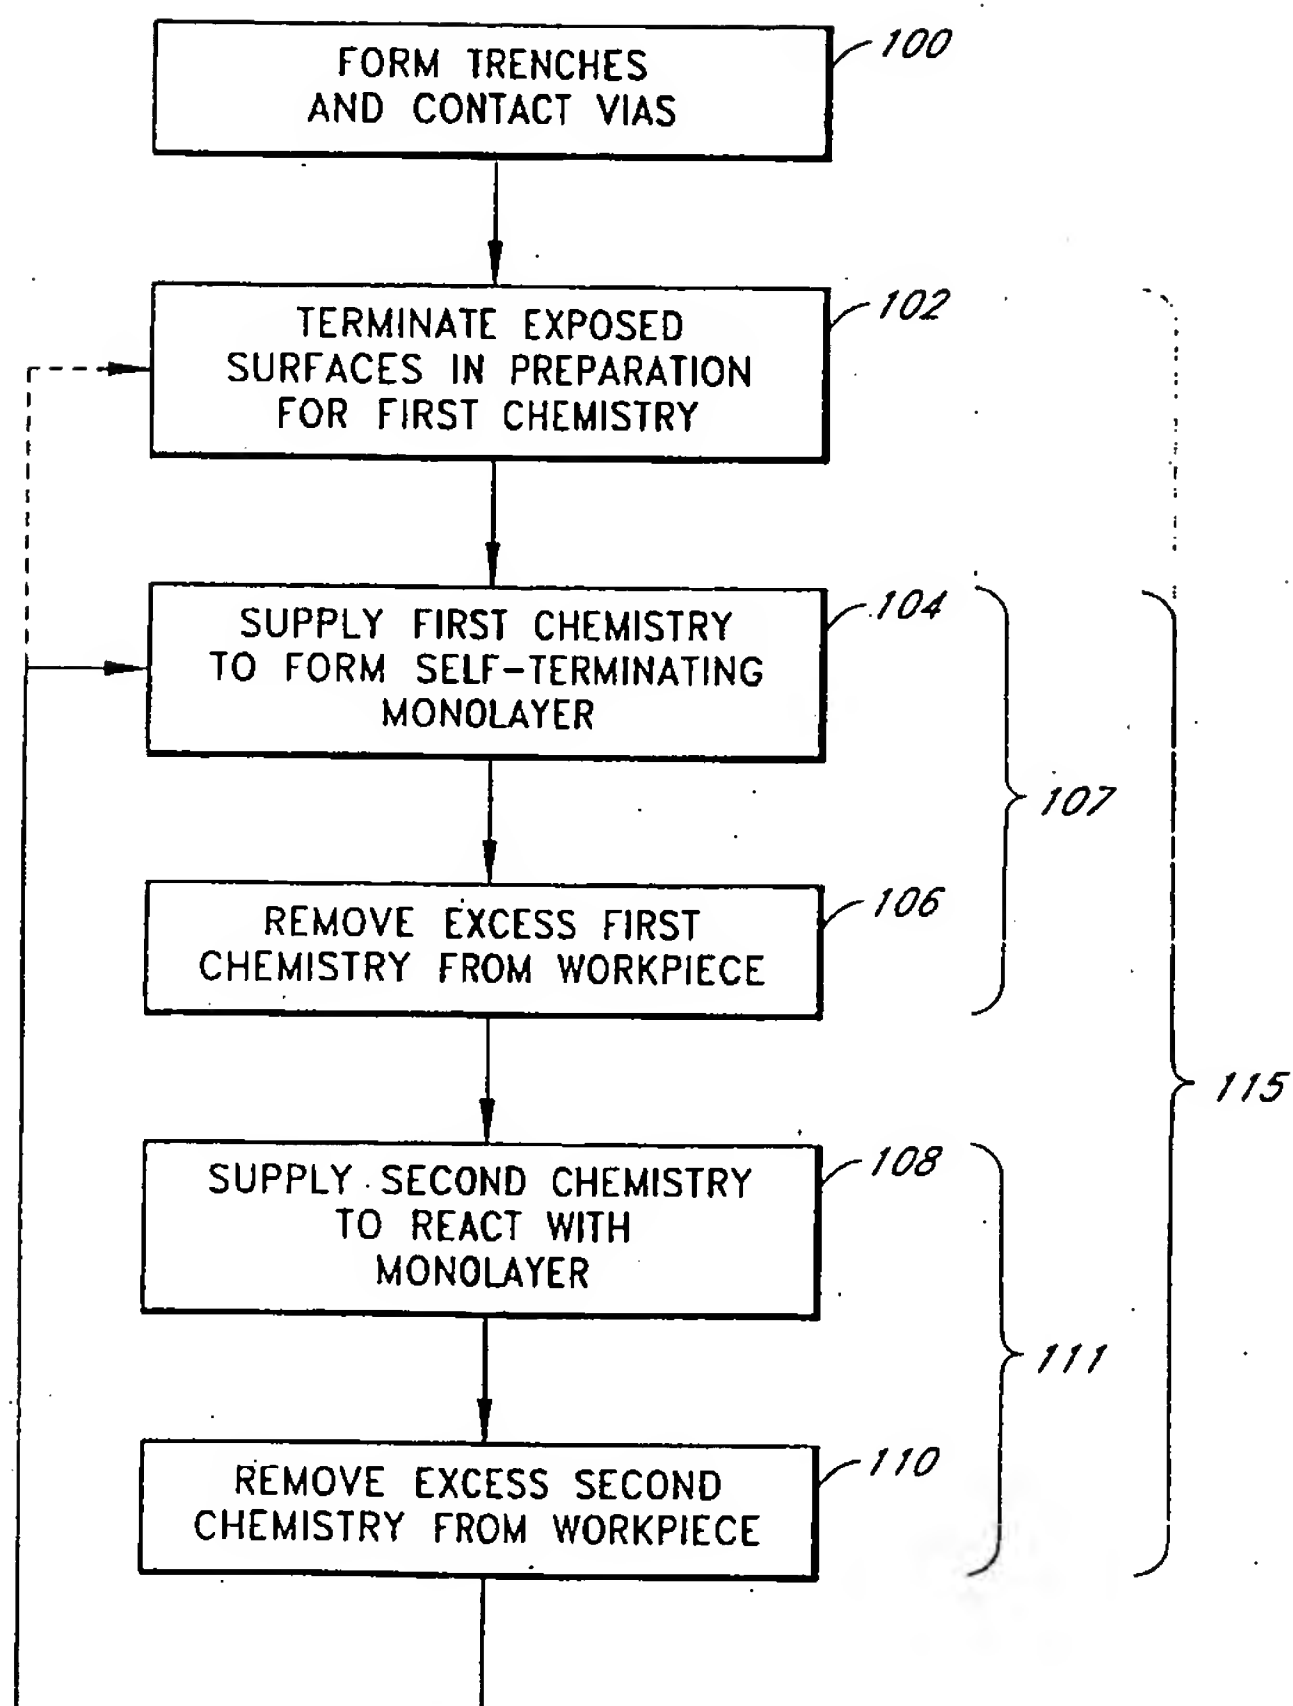 FORM TRENCHES
AND CONTACT VIAS
100
TERMINATE EXPOSED
SURFACES IN PREPARATION
FOR FIRST CHEMISTRY
102
SUPPLY FIRST CHEMISTRY
TO FORM SELF-TERMINATING
MONOLAYER
104
107
REMOVE EXCESS FIRST
CHEMISTRY FROM WORKPIECE
106
115
SUPPLY SECOND CHEMISTRY
TO REACT WITH
MONOLAYER
108
111
REMOVE EXCESS SECOND
CHEMISTRY FROM WORKPIECE
110